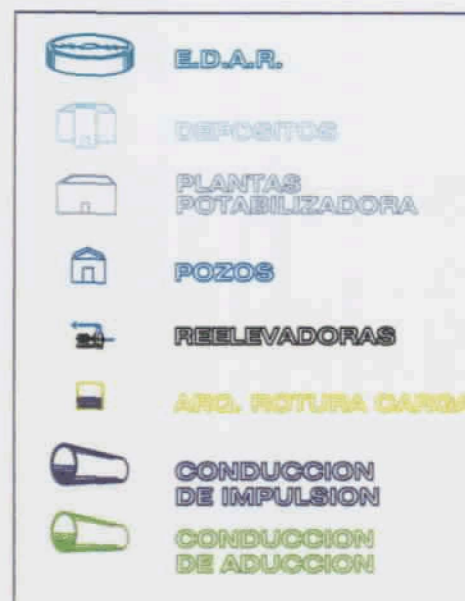 E.D.A.R.
DEPOSITOS
PLANTAS
POTABILIZADORA
POZOS
REELEVADORAS
ARQ. ROTURA CARGA
CONDUCCION
DE IMPULSION
CONDUCCION
DE ADUCCION